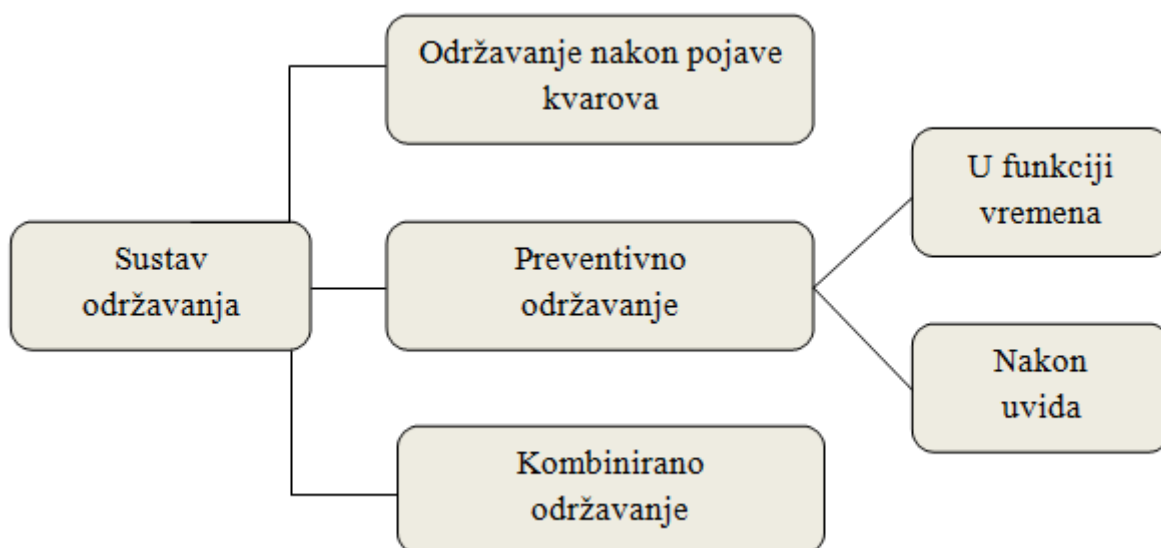 Održavanje nakon pojave
kvarova
U funkciji
vremena
Sustav
održavanja
Preventivno
održavanje
Nakon
uvida
Kombinirano
održavanje